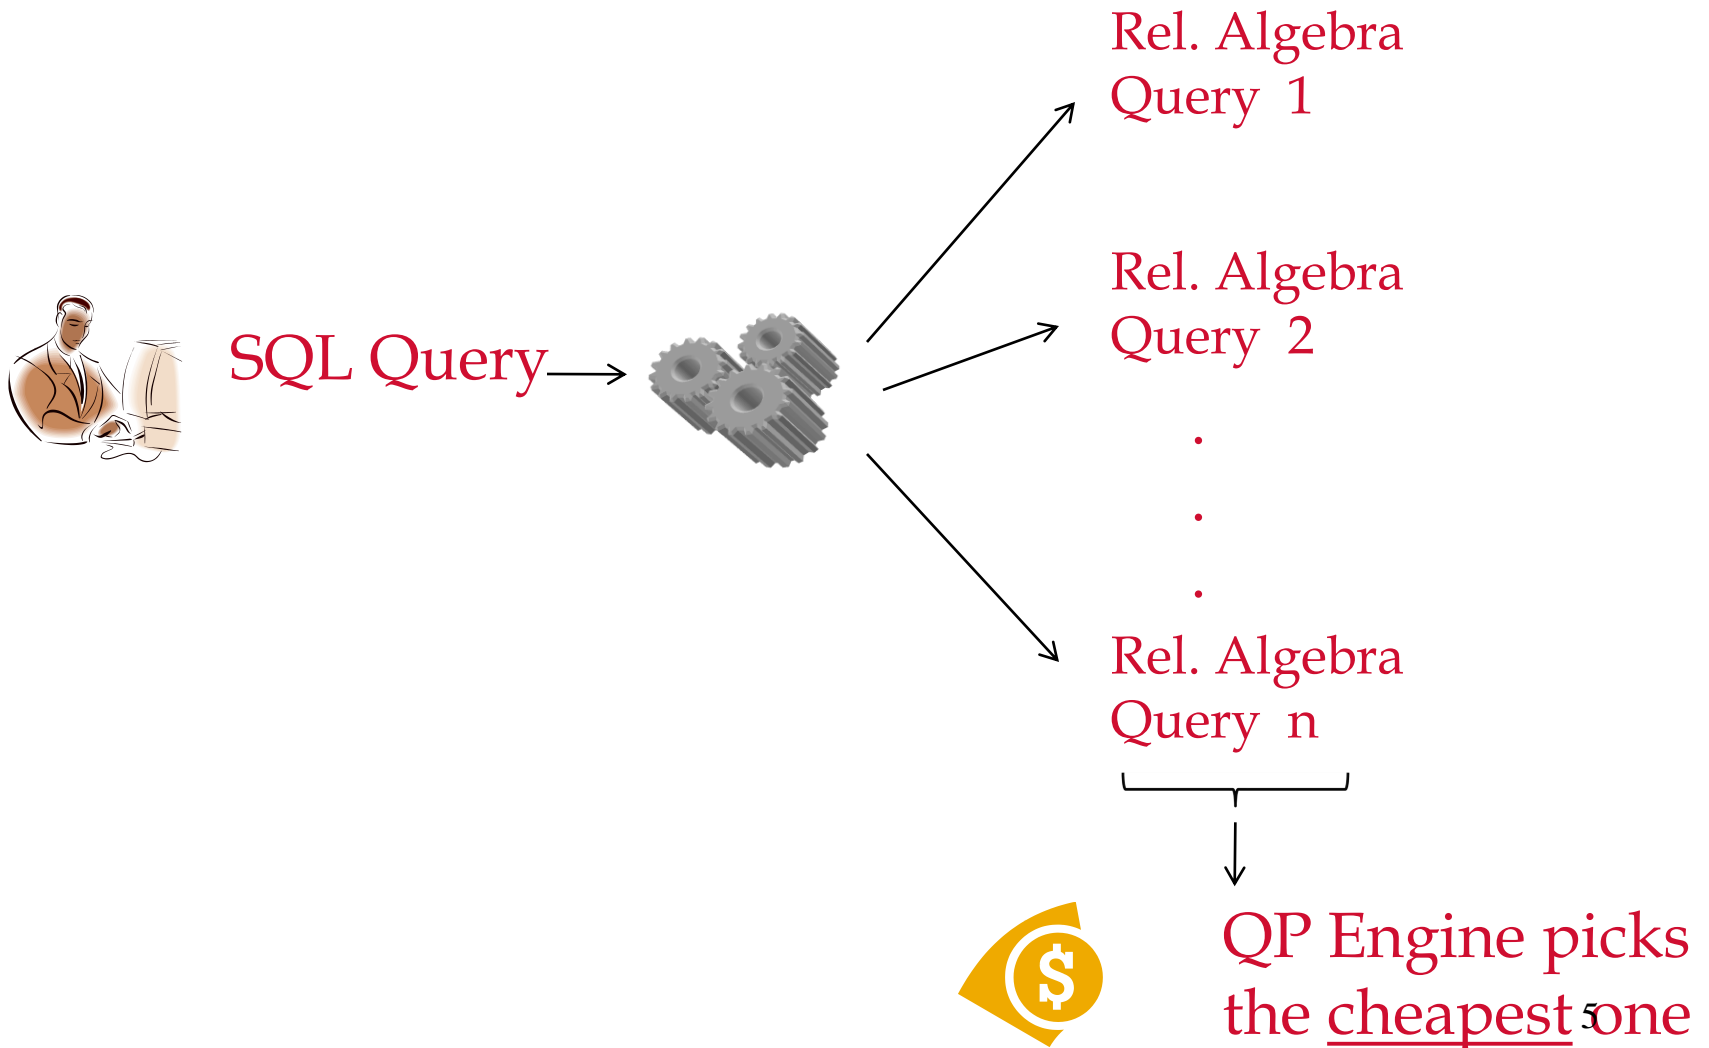 Rel. Algebra
Query 1
Rel. Algebra
Query 2
SQL Query
.
.
.
Rel. Algebra
Query n
$
QP Engine picks
the cheapest one
5